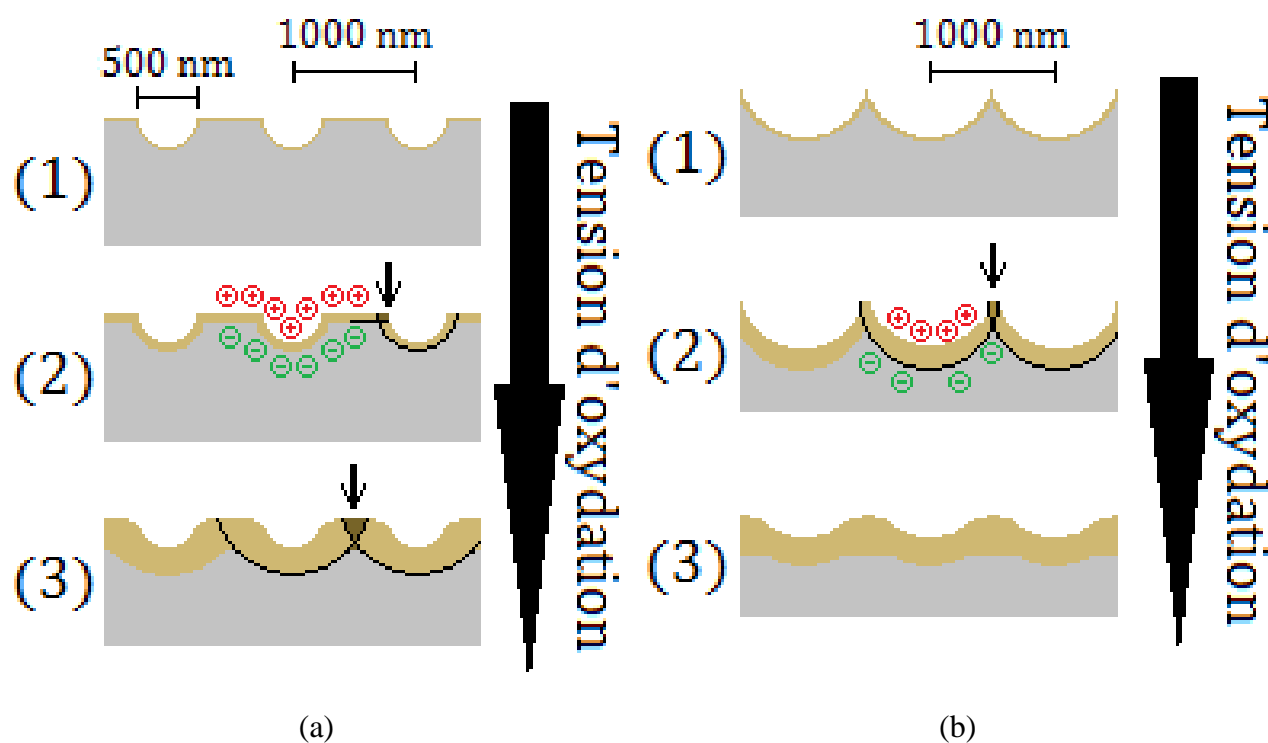 500 nm
1000 nm
(1)
(2)
(3)
Tension d'oxydation
(a)
1000 nm
(1)
(2)
(3)
Tension d'oxydation
(b)